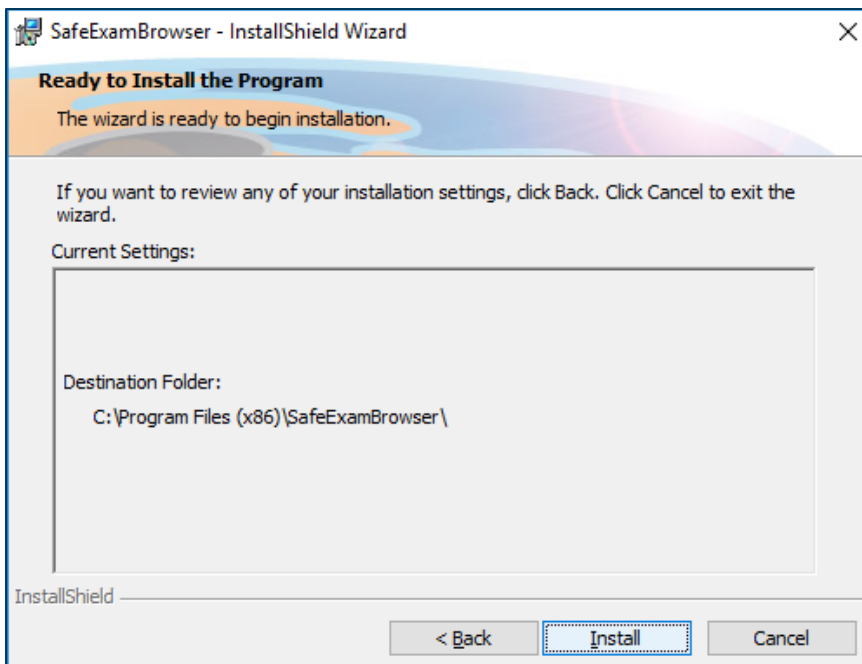 SafeExamBrowser - InstallShield Wizard
Ready to Install the Program
The wizard is ready to begin installation.
If you want to review any of your installation settings, click Back. Click Cancel to exit the
wizard.
Current Settings:
Destination Folder:
C:\Program Files (x86)\SafeExamBrowser\
InstallShield
< Back
Install
Cancel